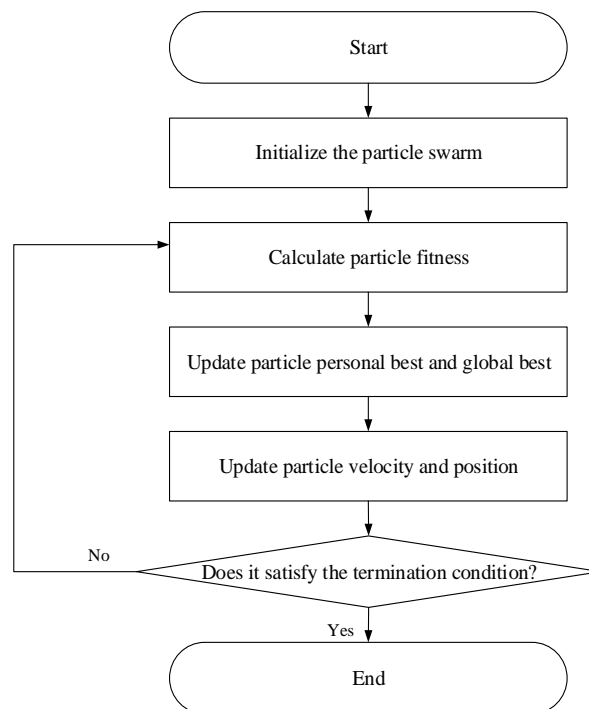 Start
Initialize the particle swarm
Calculate particle fitness
Update particle personal best and global best
Update particle velocity and position
No
Does it satisfy the termination condition?
Yes
End